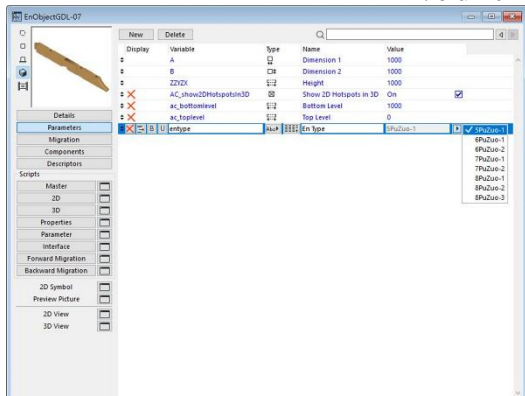 EnObjectGDL-07
New Delete
Display Variable Type Name Value
A Dimension 1 1000
B Dimension 2 1000
ZZYZX Height 1000
AC_show2DHotspotsIn3D Show 2D Hotspots in 3D On
ac_bottomlevel Bottom Level 1000
ac_toplevel Top Level 0
B U entype Abc En Type 5PuZuo-1 5PuZuo-1
6PuZuo-1
6PuZuo-2
7PuZuo-1
7PuZuo-2
8PuZuo-1
8PuZuo-2
8PuZuo-3
Details
Parameters
Migration
Components
Descriptors
Scripts
Master
2D
3D
Properties
Parameter
Interface
Forward Migration
Backward Migration
2D Symbol
Preview Picture
2D View
3D View